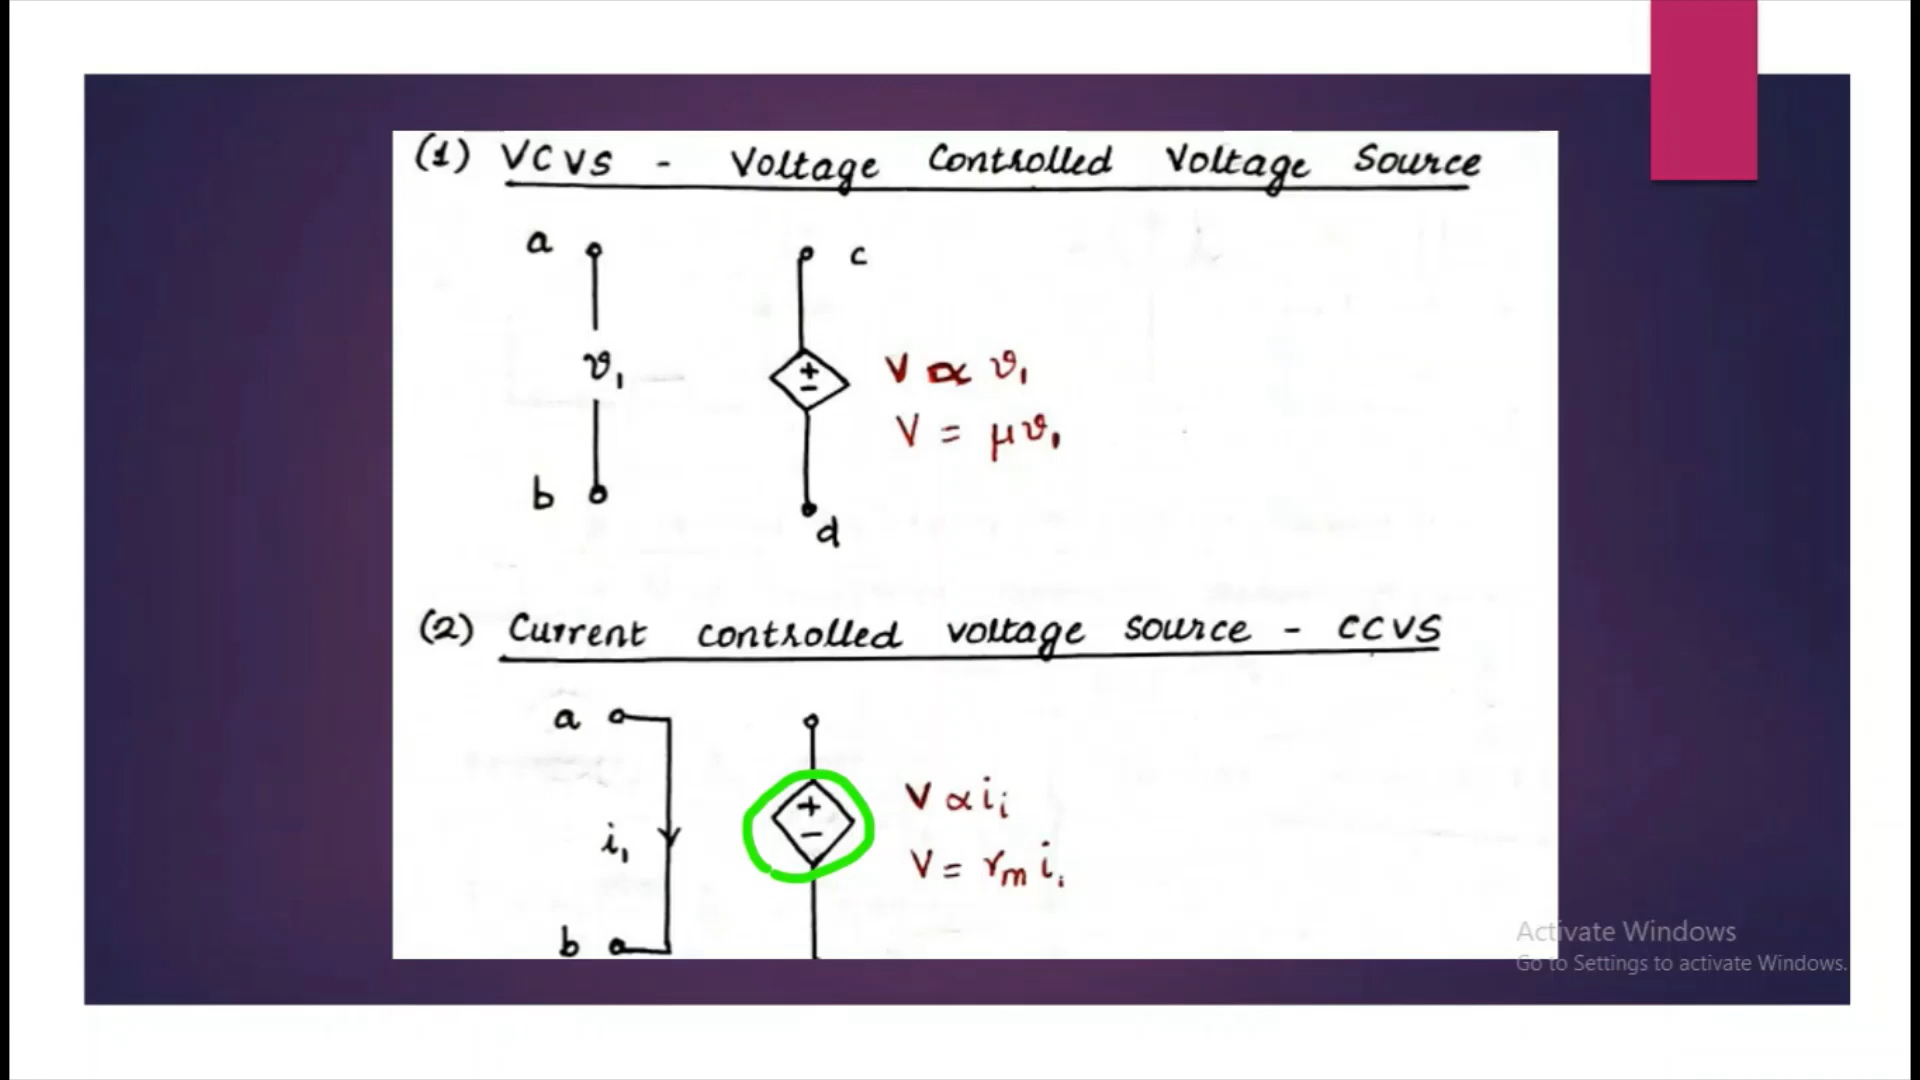 (1) VCVS - Voltage Controlled Voltage Source
a
c
v₁
+
−
V ∝ v₁
V = μv₁
b
d
(2) Current controlled voltage source - CCVS
a
+
−
V ∝ i₁
i₁
V = rₘ i₁
b
Activate Windows
Go to Settings to activate Windows.